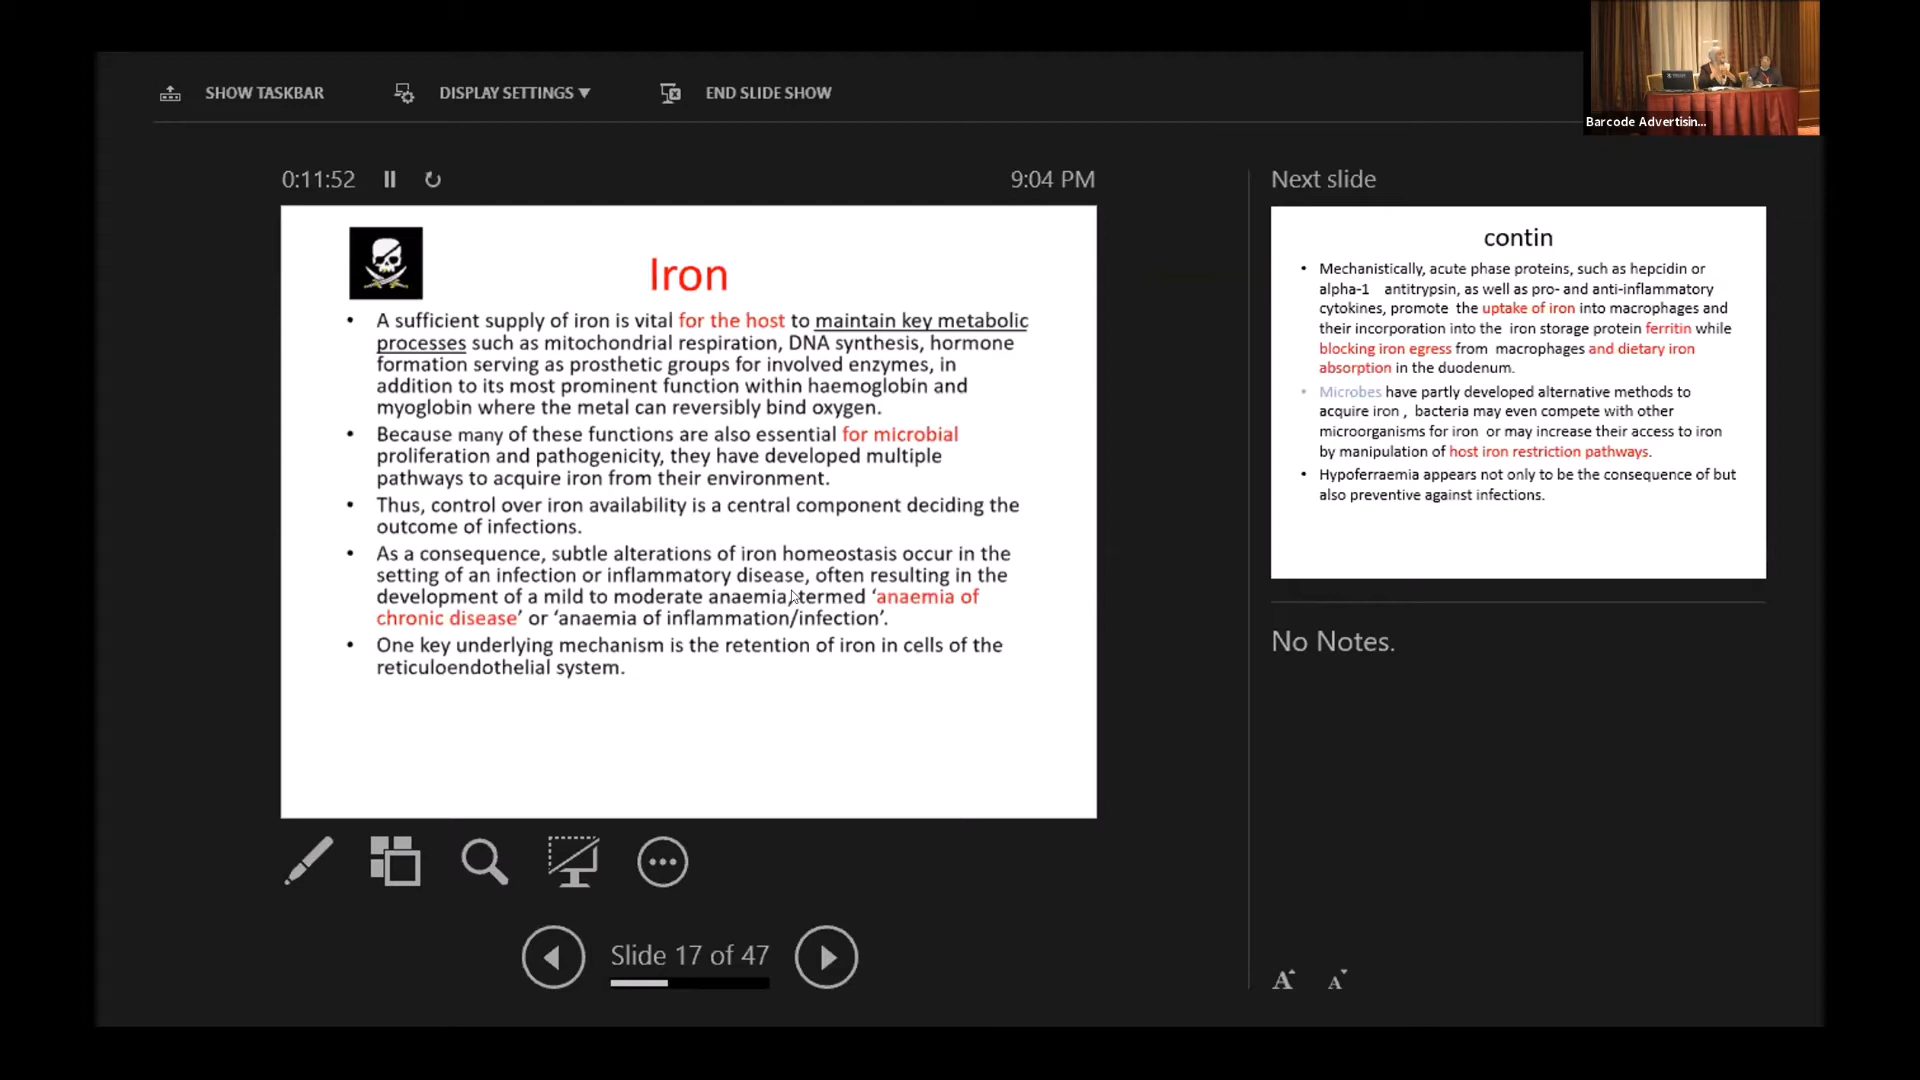 SHOW TASKBAR
DISPLAY SETTINGS
END SLIDE SHOW
Barcode Advertisin...
0:11:52
9:04 PM
Iron
• A sufficient supply of iron is vital for the host to maintain key metabolic
processes such as mitochondrial respiration, DNA synthesis, hormone
formation serving as prosthetic groups for involved enzymes, in
addition to its most prominent function within haemoglobin and
myoglobin where the metal can reversibly bind oxygen.
• Because many of these functions are also essential for microbial
proliferation and pathogenicity, they have developed multiple
pathways to acquire iron from their environment.
• Thus, control over iron availability is a central component deciding the
outcome of infections.
• As a consequence, subtle alterations of iron homeostasis occur in the
setting of an infection or inflammatory disease, often resulting in the
development of a mild to moderate anaemia, termed ‘anaemia of
chronic disease’ or ‘anaemia of inflammation/infection’.
• One key underlying mechanism is the retention of iron in cells of the
reticuloendothelial system.
Slide 17 of 47
Next slide
contin
• Mechanistically, acute phase proteins, such as hepcidin or
alpha-1 antitrypsin, as well as pro- and anti-inflammatory
cytokines, promote the uptake of iron into macrophages and
their incorporation into the iron storage protein ferritin while
blocking iron egress from macrophages and dietary iron
absorption in the duodenum.
• Microbes have partly developed alternative methods to
acquire iron , bacteria may even compete with other
microorganisms for iron or may increase their access to iron
by manipulation of host iron restriction pathways.
• Hypoferraemia appears not only to be the consequence of but
also preventive against infections.
No Notes.
A A